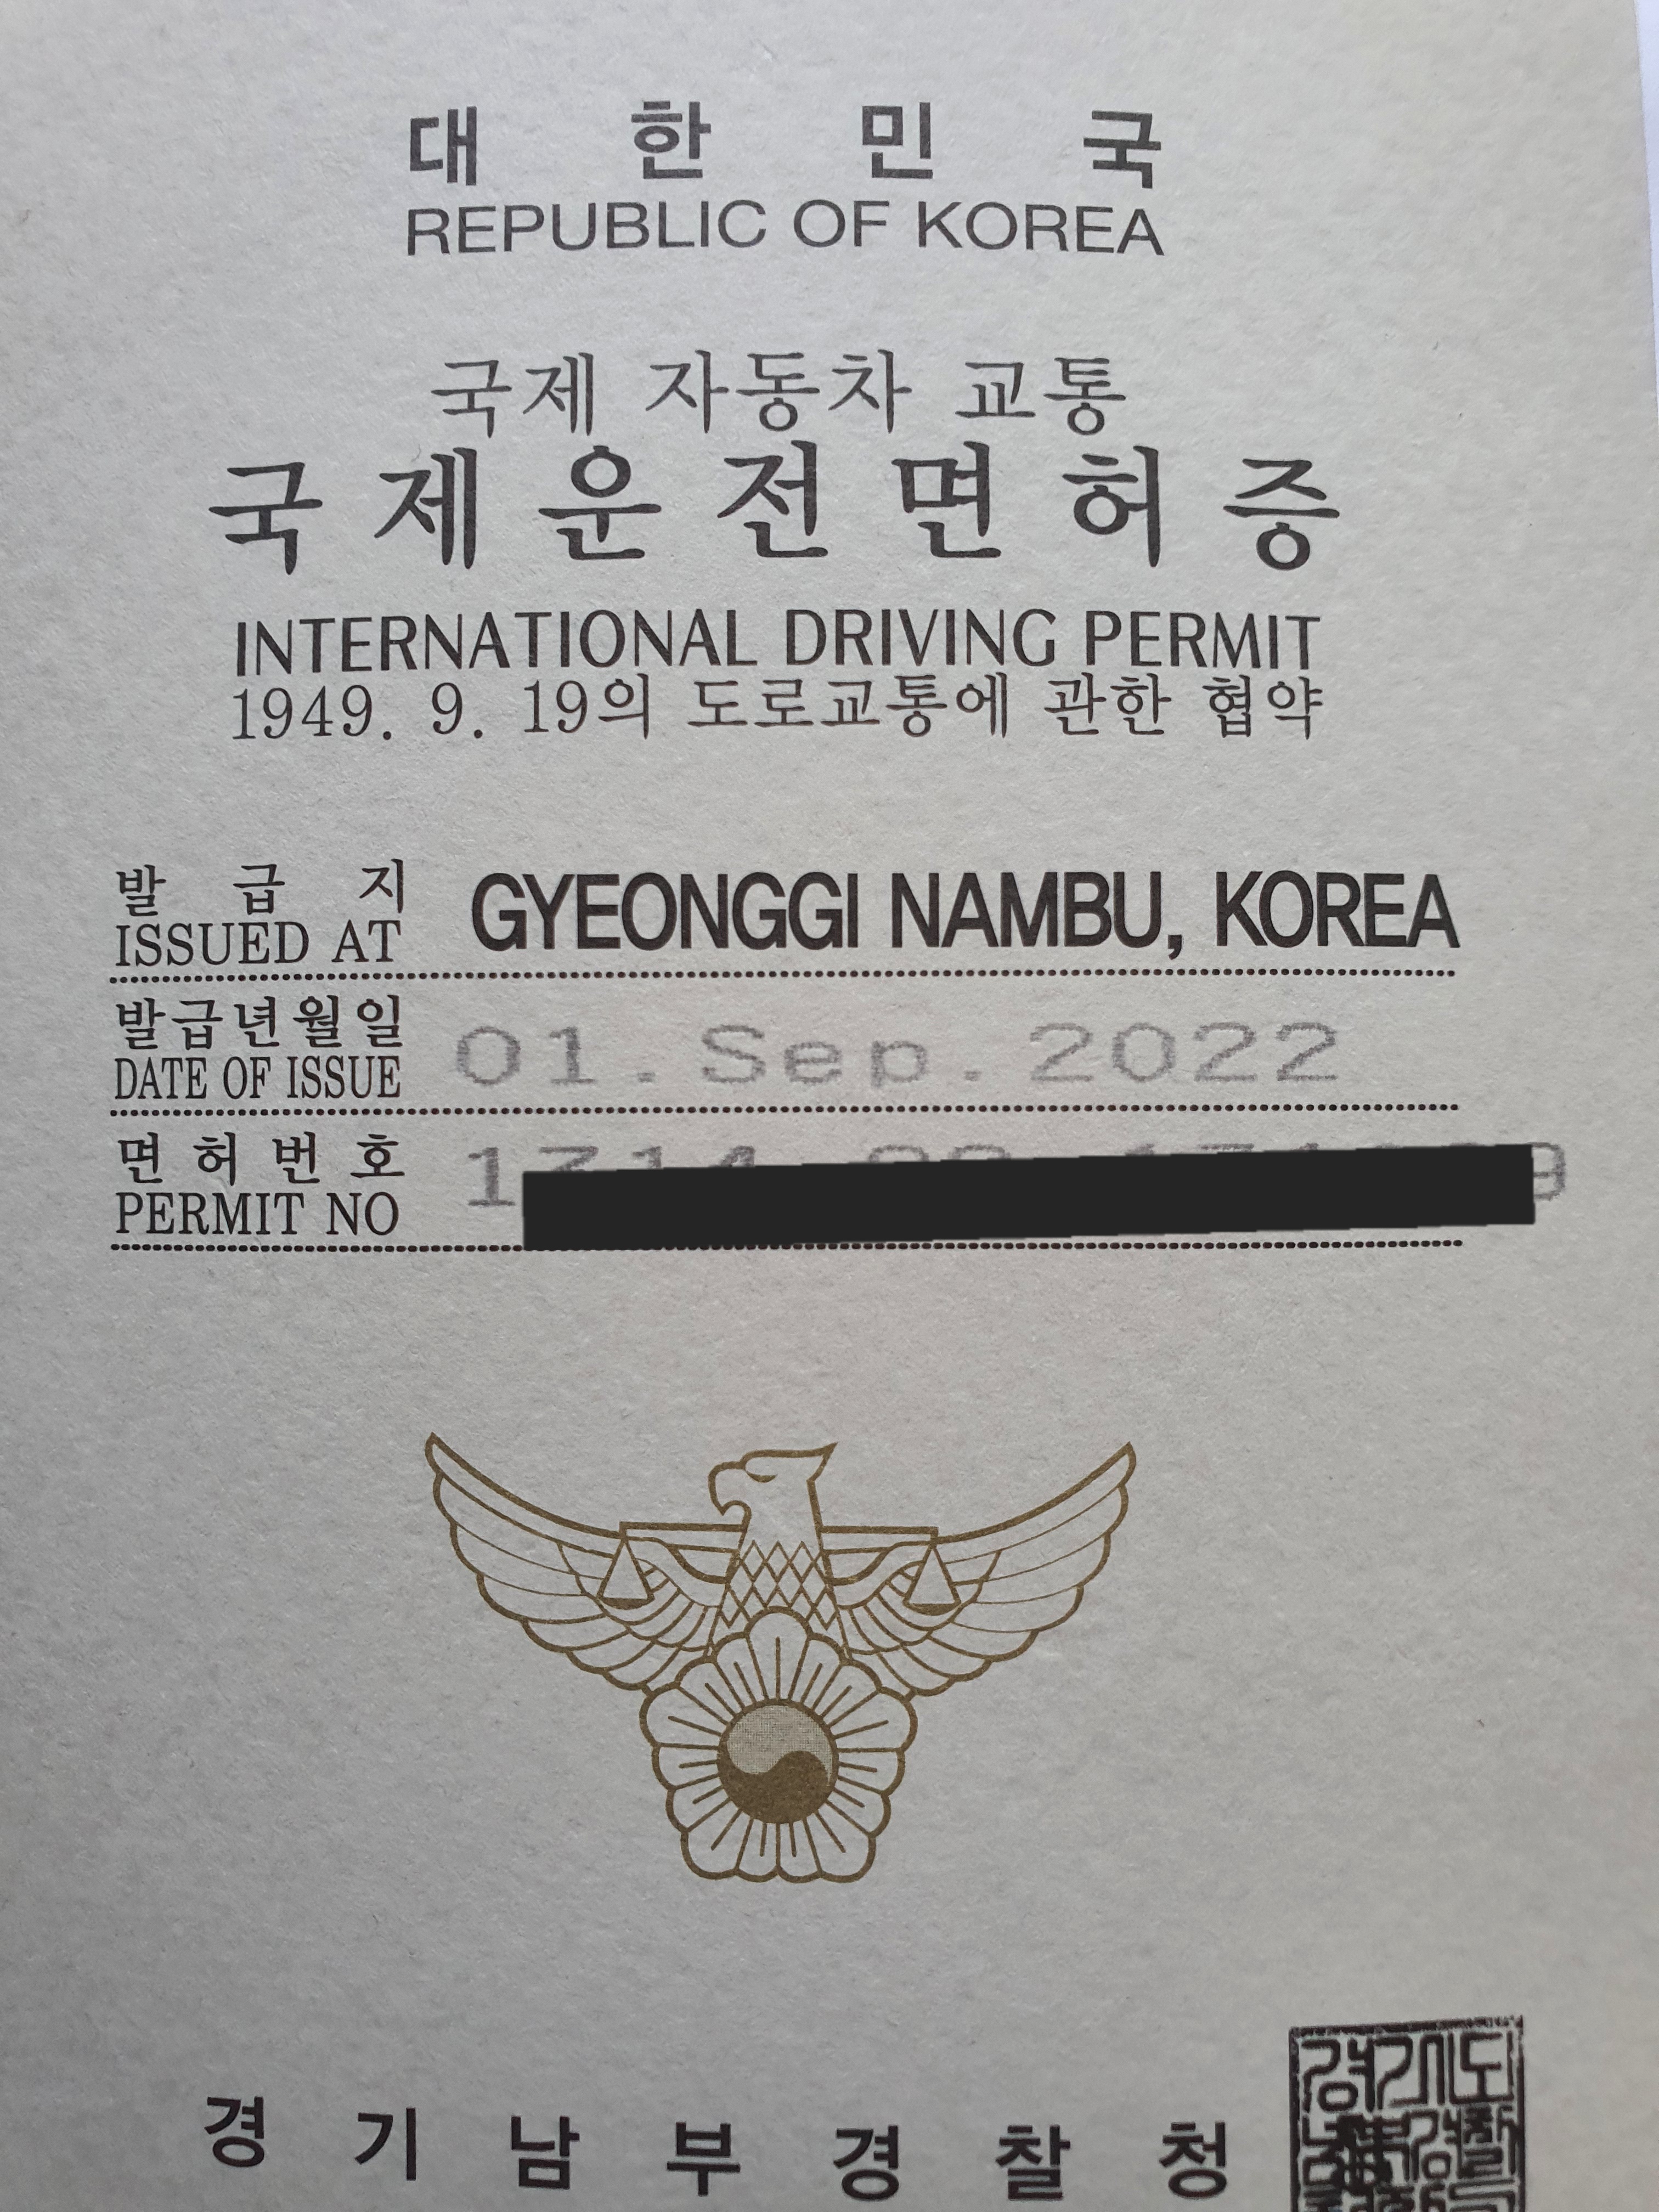 대한민국
REPUBLIC OF KOREA
국제 자동차 교통
국제운전면허증
INTERNATIONAL DRIVING PERMIT
1949. 9. 19의 도로교통에 관한 협약
발급지
ISSUED AT GYEONGGI NAMBU, KOREA
발급년월일
DATE OF ISSUE 01.Sep.2022
면허번호
PERMIT NO
경기남부경찰청